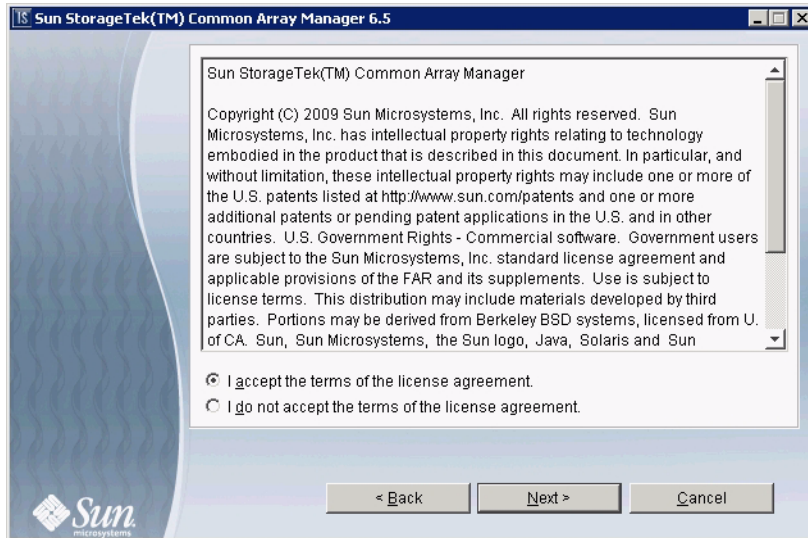 Sun StorageTek(TM) Common Array Manager 6.5
Sun StorageTek(TM) Common Array Manager
Copyright (C) 2009 Sun Microsystems, Inc. All rights reserved. Sun
Microsystems, Inc. has intellectual property rights relating to technology
embodied in the product that is described in this document. In particular, and
without limitation, these intellectual property rights may include one or more of
the U.S. patents listed at http://www.sun.com/patents and one or more
additional patents or pending patent applications in the U.S. and in other
countries. U.S. Government Rights - Commercial software. Government users
are subject to the Sun Microsystems, Inc. standard license agreement and
applicable provisions of the FAR and its supplements. Use is subject to
license terms. This distribution may include materials developed by third
parties. Portions may be derived from Berkeley BSD systems, licensed from U.
of CA. Sun, Sun Microsystems, the Sun logo, Java, Solaris and Sun
I accept the terms of the license agreement.
I do not accept the terms of the license agreement.
< Back
Next >
Cancel
Sun
microsystems